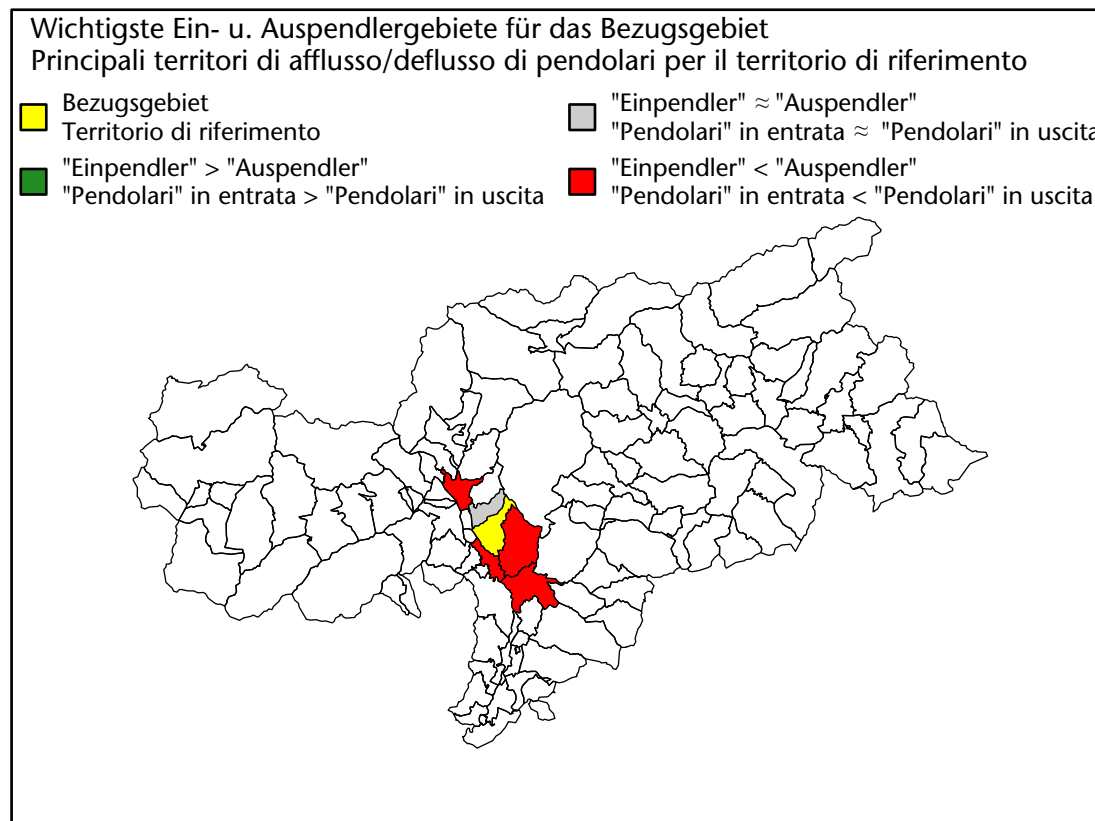 Wichtigste Ein- u. Auspendlergebiete für das Bezugsgebiet
Principali territori di afflusso/deflusso di pendolari per il territorio di riferimento
Bezugsgebiet
Territorio di riferimento
"Einpendler" > "Auspendler"
"Pendolari" in entrata > "Pendolari" in uscita
"Einpendler" ≈ "Auspendler"
"Pendolari" in entrata ≈ "Pendolari" in uscita
"Einpendler" < "Auspendler"
"Pendolari" in entrata < "Pendolari" in uscita